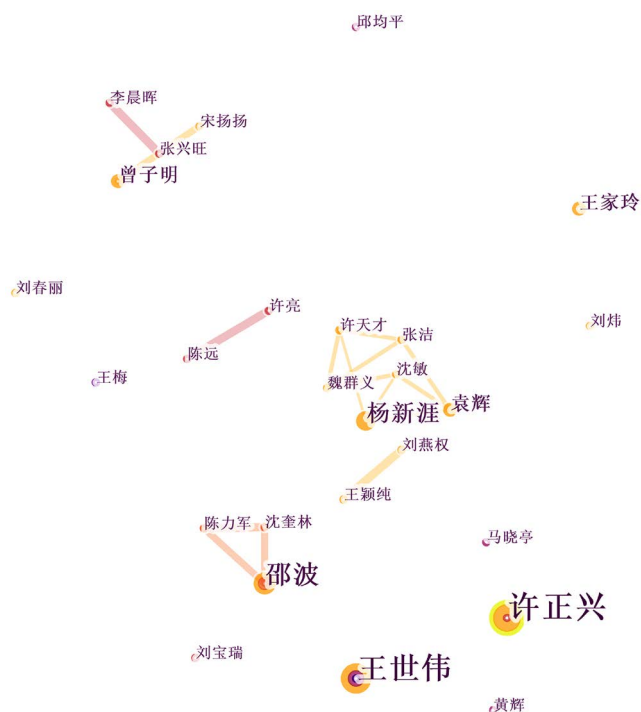 邱均平
李晨晖
宋扬扬
张兴旺
曾子明
王家玲
刘春丽
许亮
刘炜
许天才
张洁
陈远
沈敏
王梅
魏群义
袁辉
杨新涯
刘燕权
王颖纯
陈力军
沈奎林
马晓亭
邵波
许正兴
刘宝瑞
王世伟
黄辉